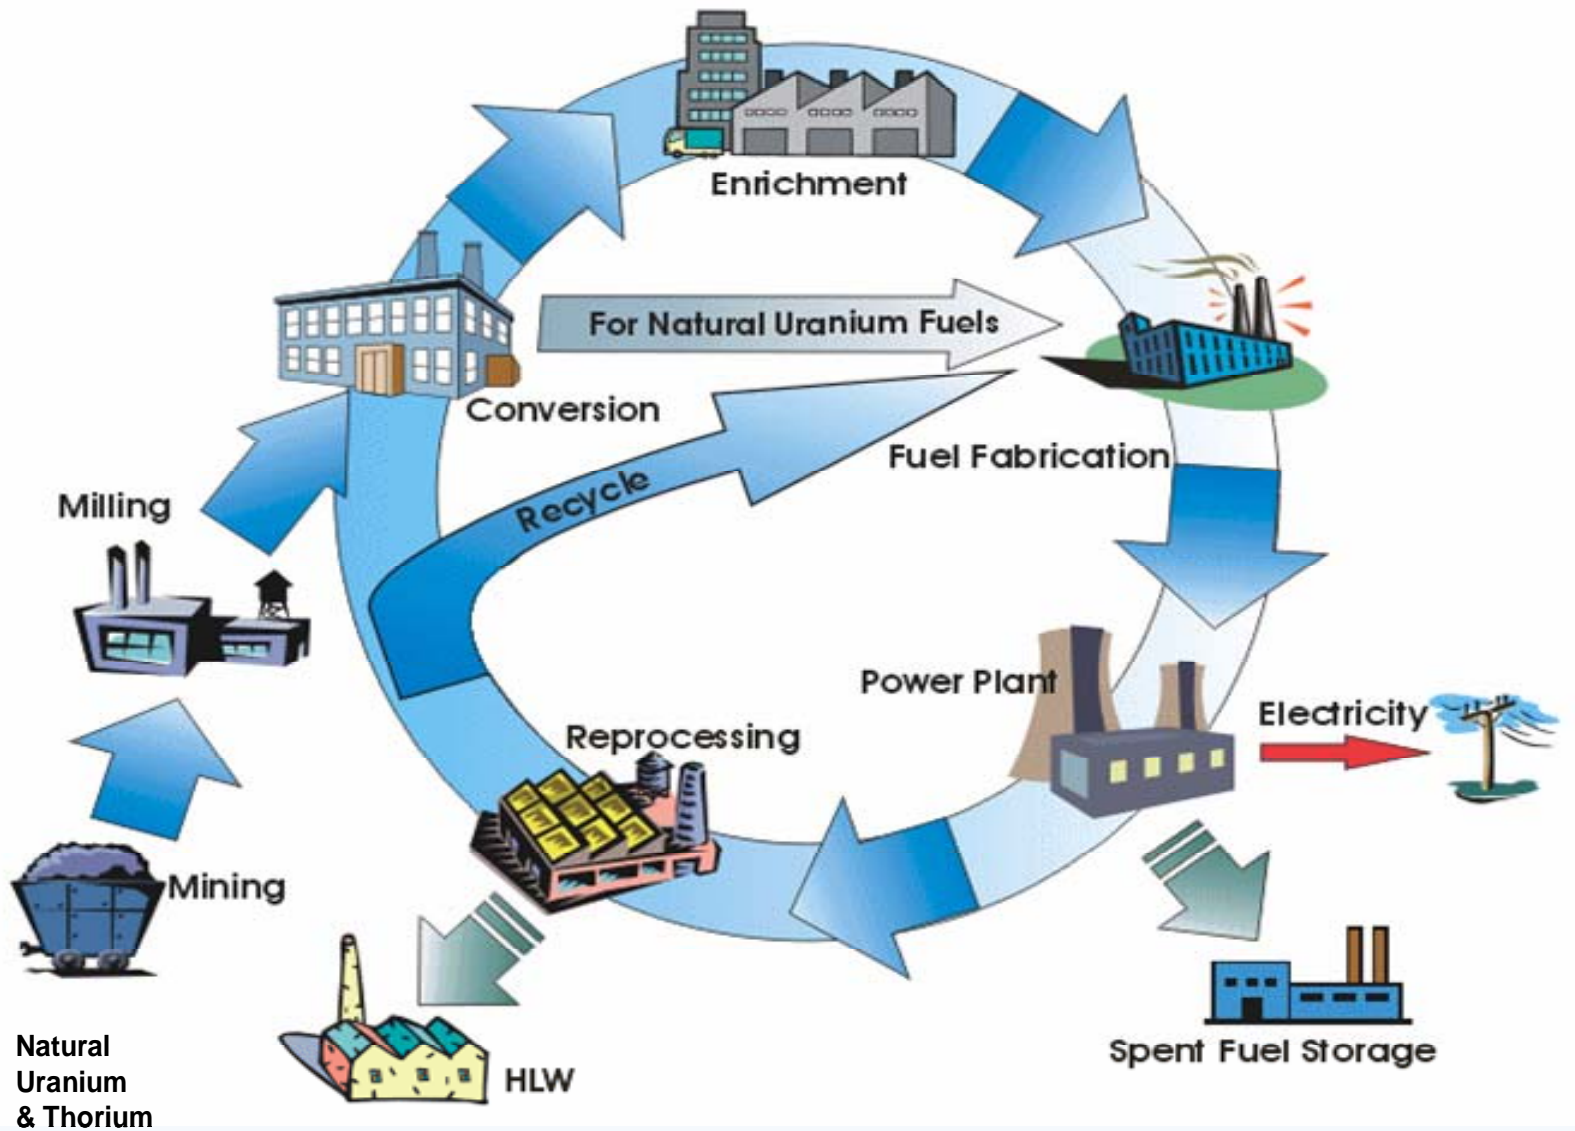 Enrichment
For Natural Uranium Fuels
Conversion
Fuel Fabrication
Recycle
Milling
Power Plant
Electricity
Reprocessing
Mining
Spent Fuel Storage
HLW
Natural
Uranium
& Thorium